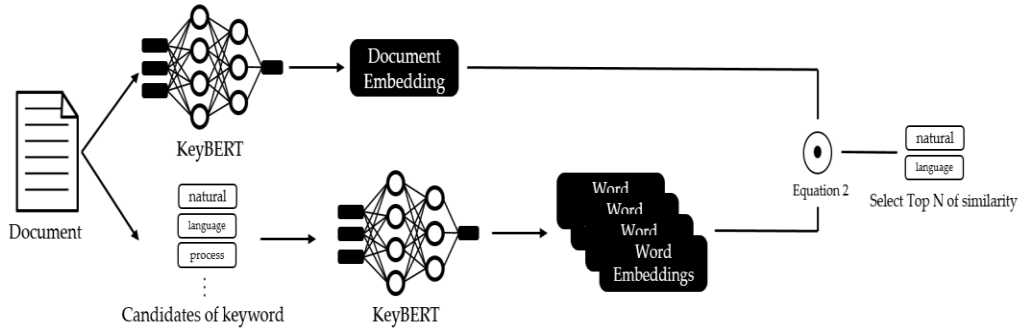 Document
KeyBERT
Document
Embedding
natural
language
process
Candidates of keyword
KeyBERT
Word
Word
Word
Word
Embeddings
Equation 2
natural
language
Select Top N of similarity